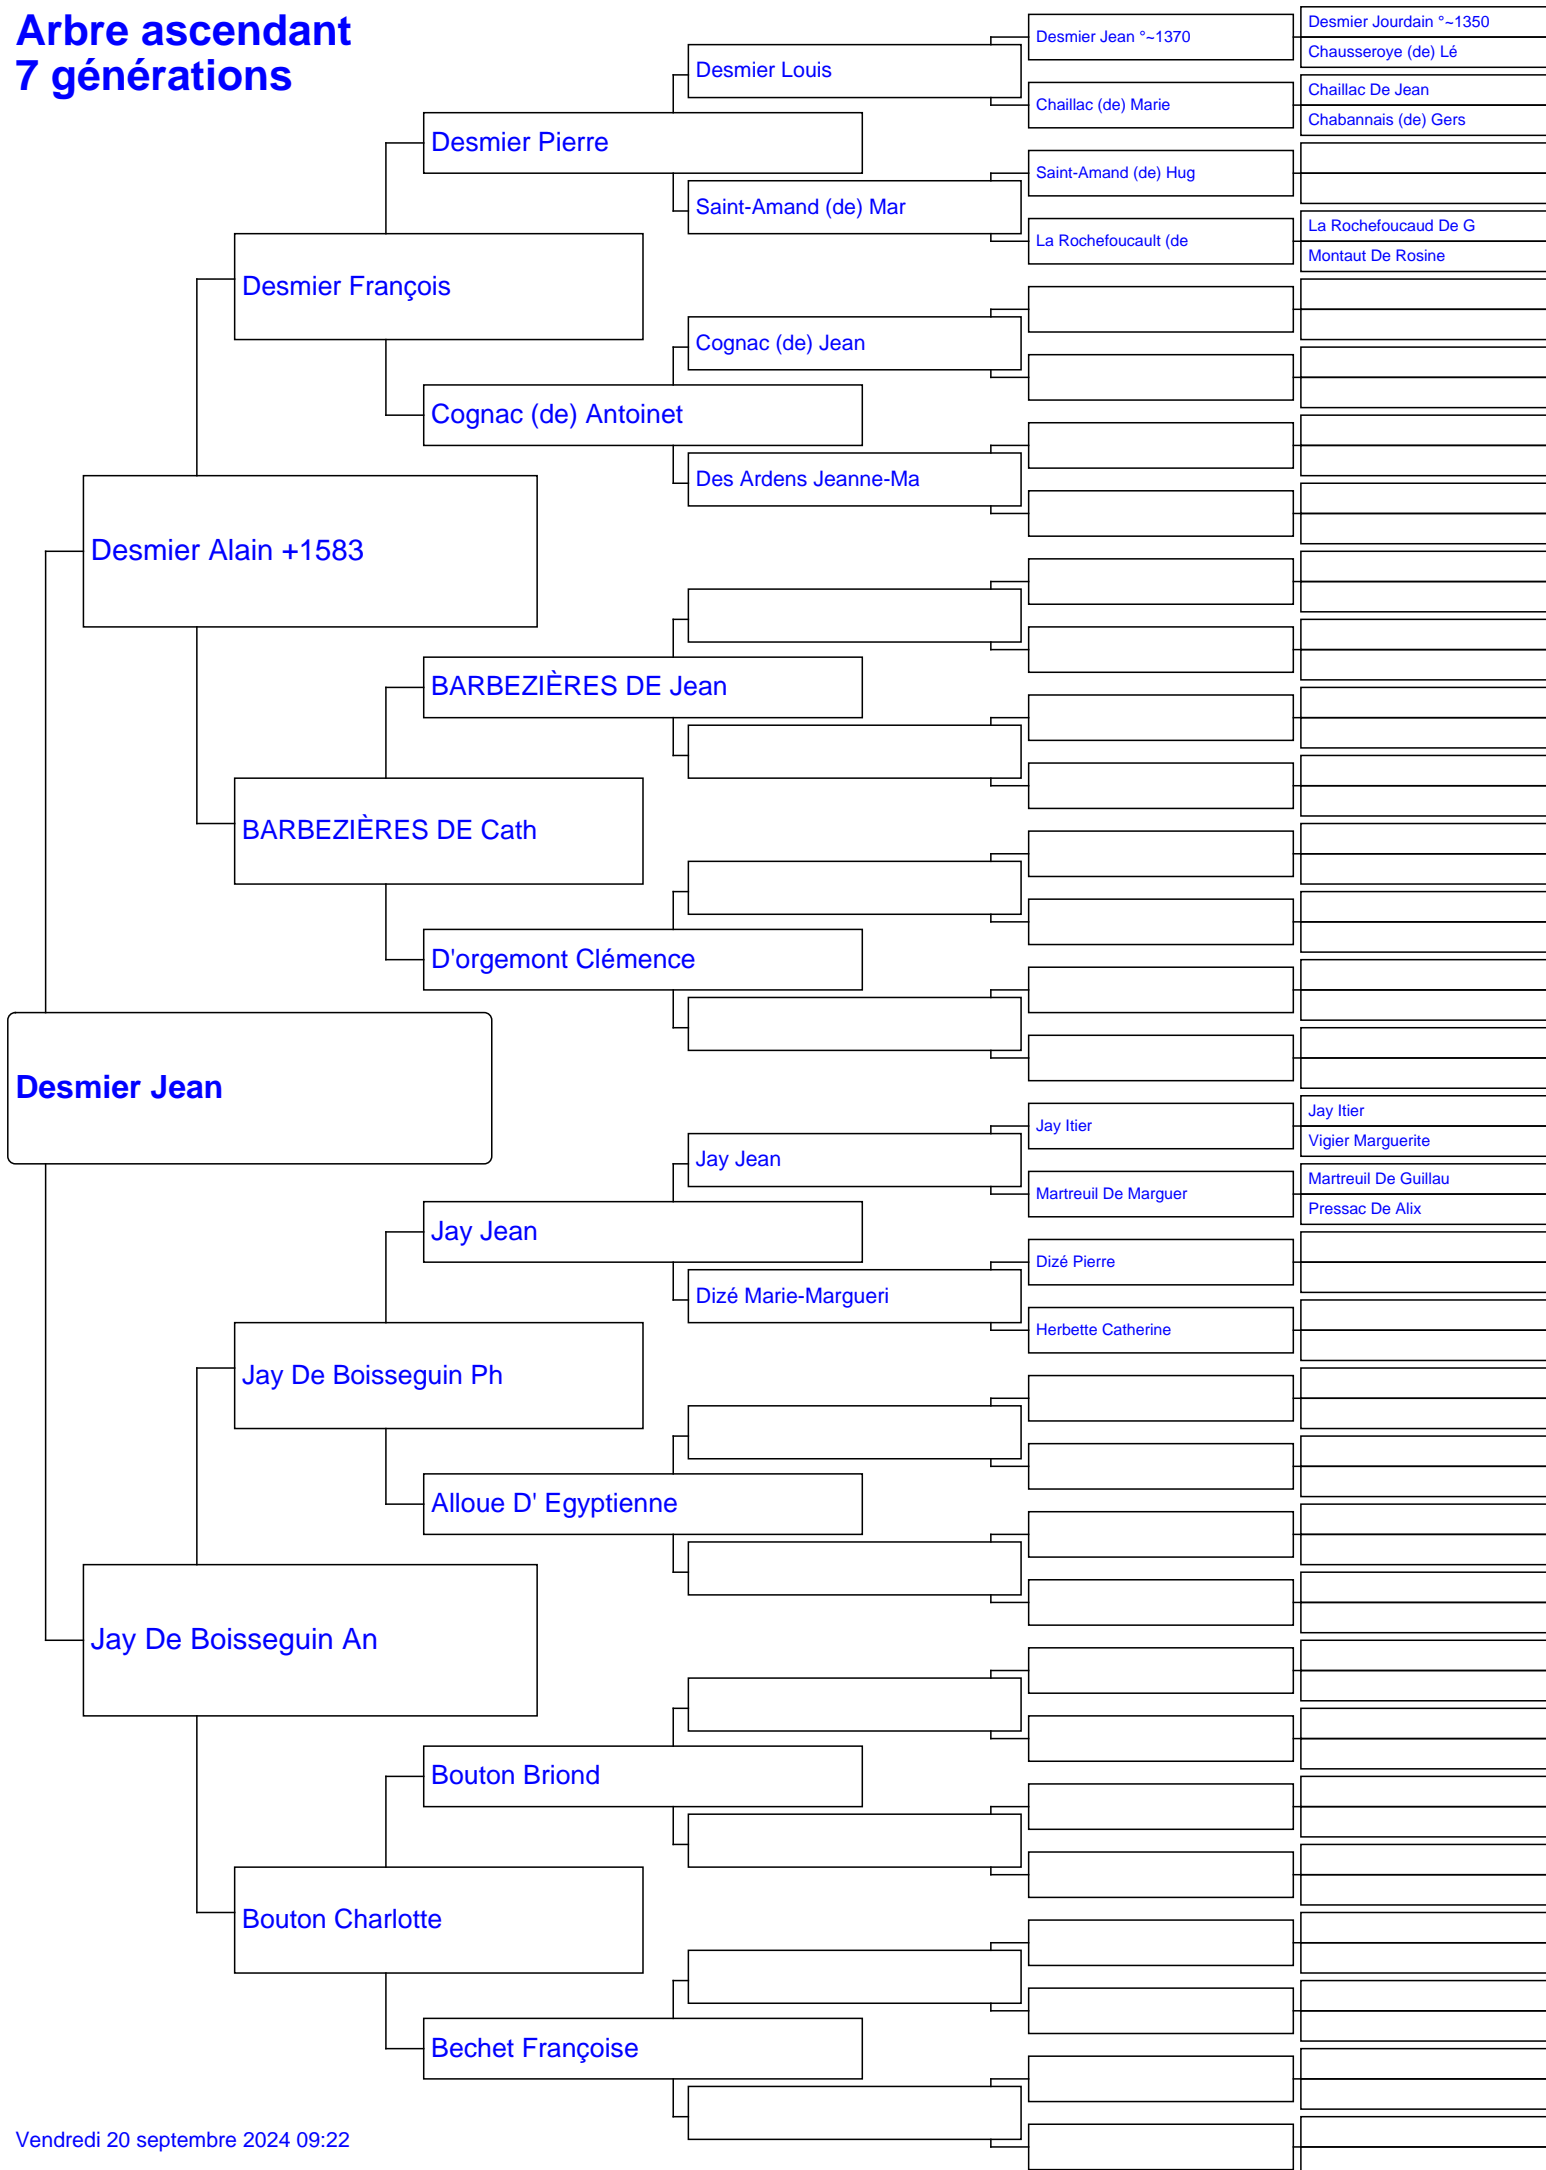 Arbre ascendant
7 générations
Desmier Jean
Desmier Alain +1583
Jay De Boisseguin An
Desmier François
BARBEZIÈRES DE Cath
Jay De Boisseguin Ph
Bouton Charlotte
Desmier Pierre
Cognac (de) Antoinet
BARBEZIÈRES DE Jean
D'orgemont Clémence
Jay Jean
Alloue D' Egyptienne
Bouton Briond
Bechet Françoise
Desmier Louis
Saint-Amand (de) Mar
Cognac (de) Jean
Des Ardens Jeanne-Ma
Jay Jean
Dizé Marie-Margueri
Desmier Jean °~1370
Chaillac (de) Marie
Saint-Amand (de) Hug
La Rochefoucault (de
Jay Itier
Martreuil De Marguer
Dizé Pierre
Herbette Catherine
Desmier Jourdain °~1350
Chausseroye (de) Lé
Chaillac De Jean
Chabannais (de) Gers
La Rochefoucaud De G
Montaut De Rosine
Jay Itier
Vigier Marguerite
Martreuil De Guillau
Pressac De Alix
Vendredi 20 septembre 2024 09:22